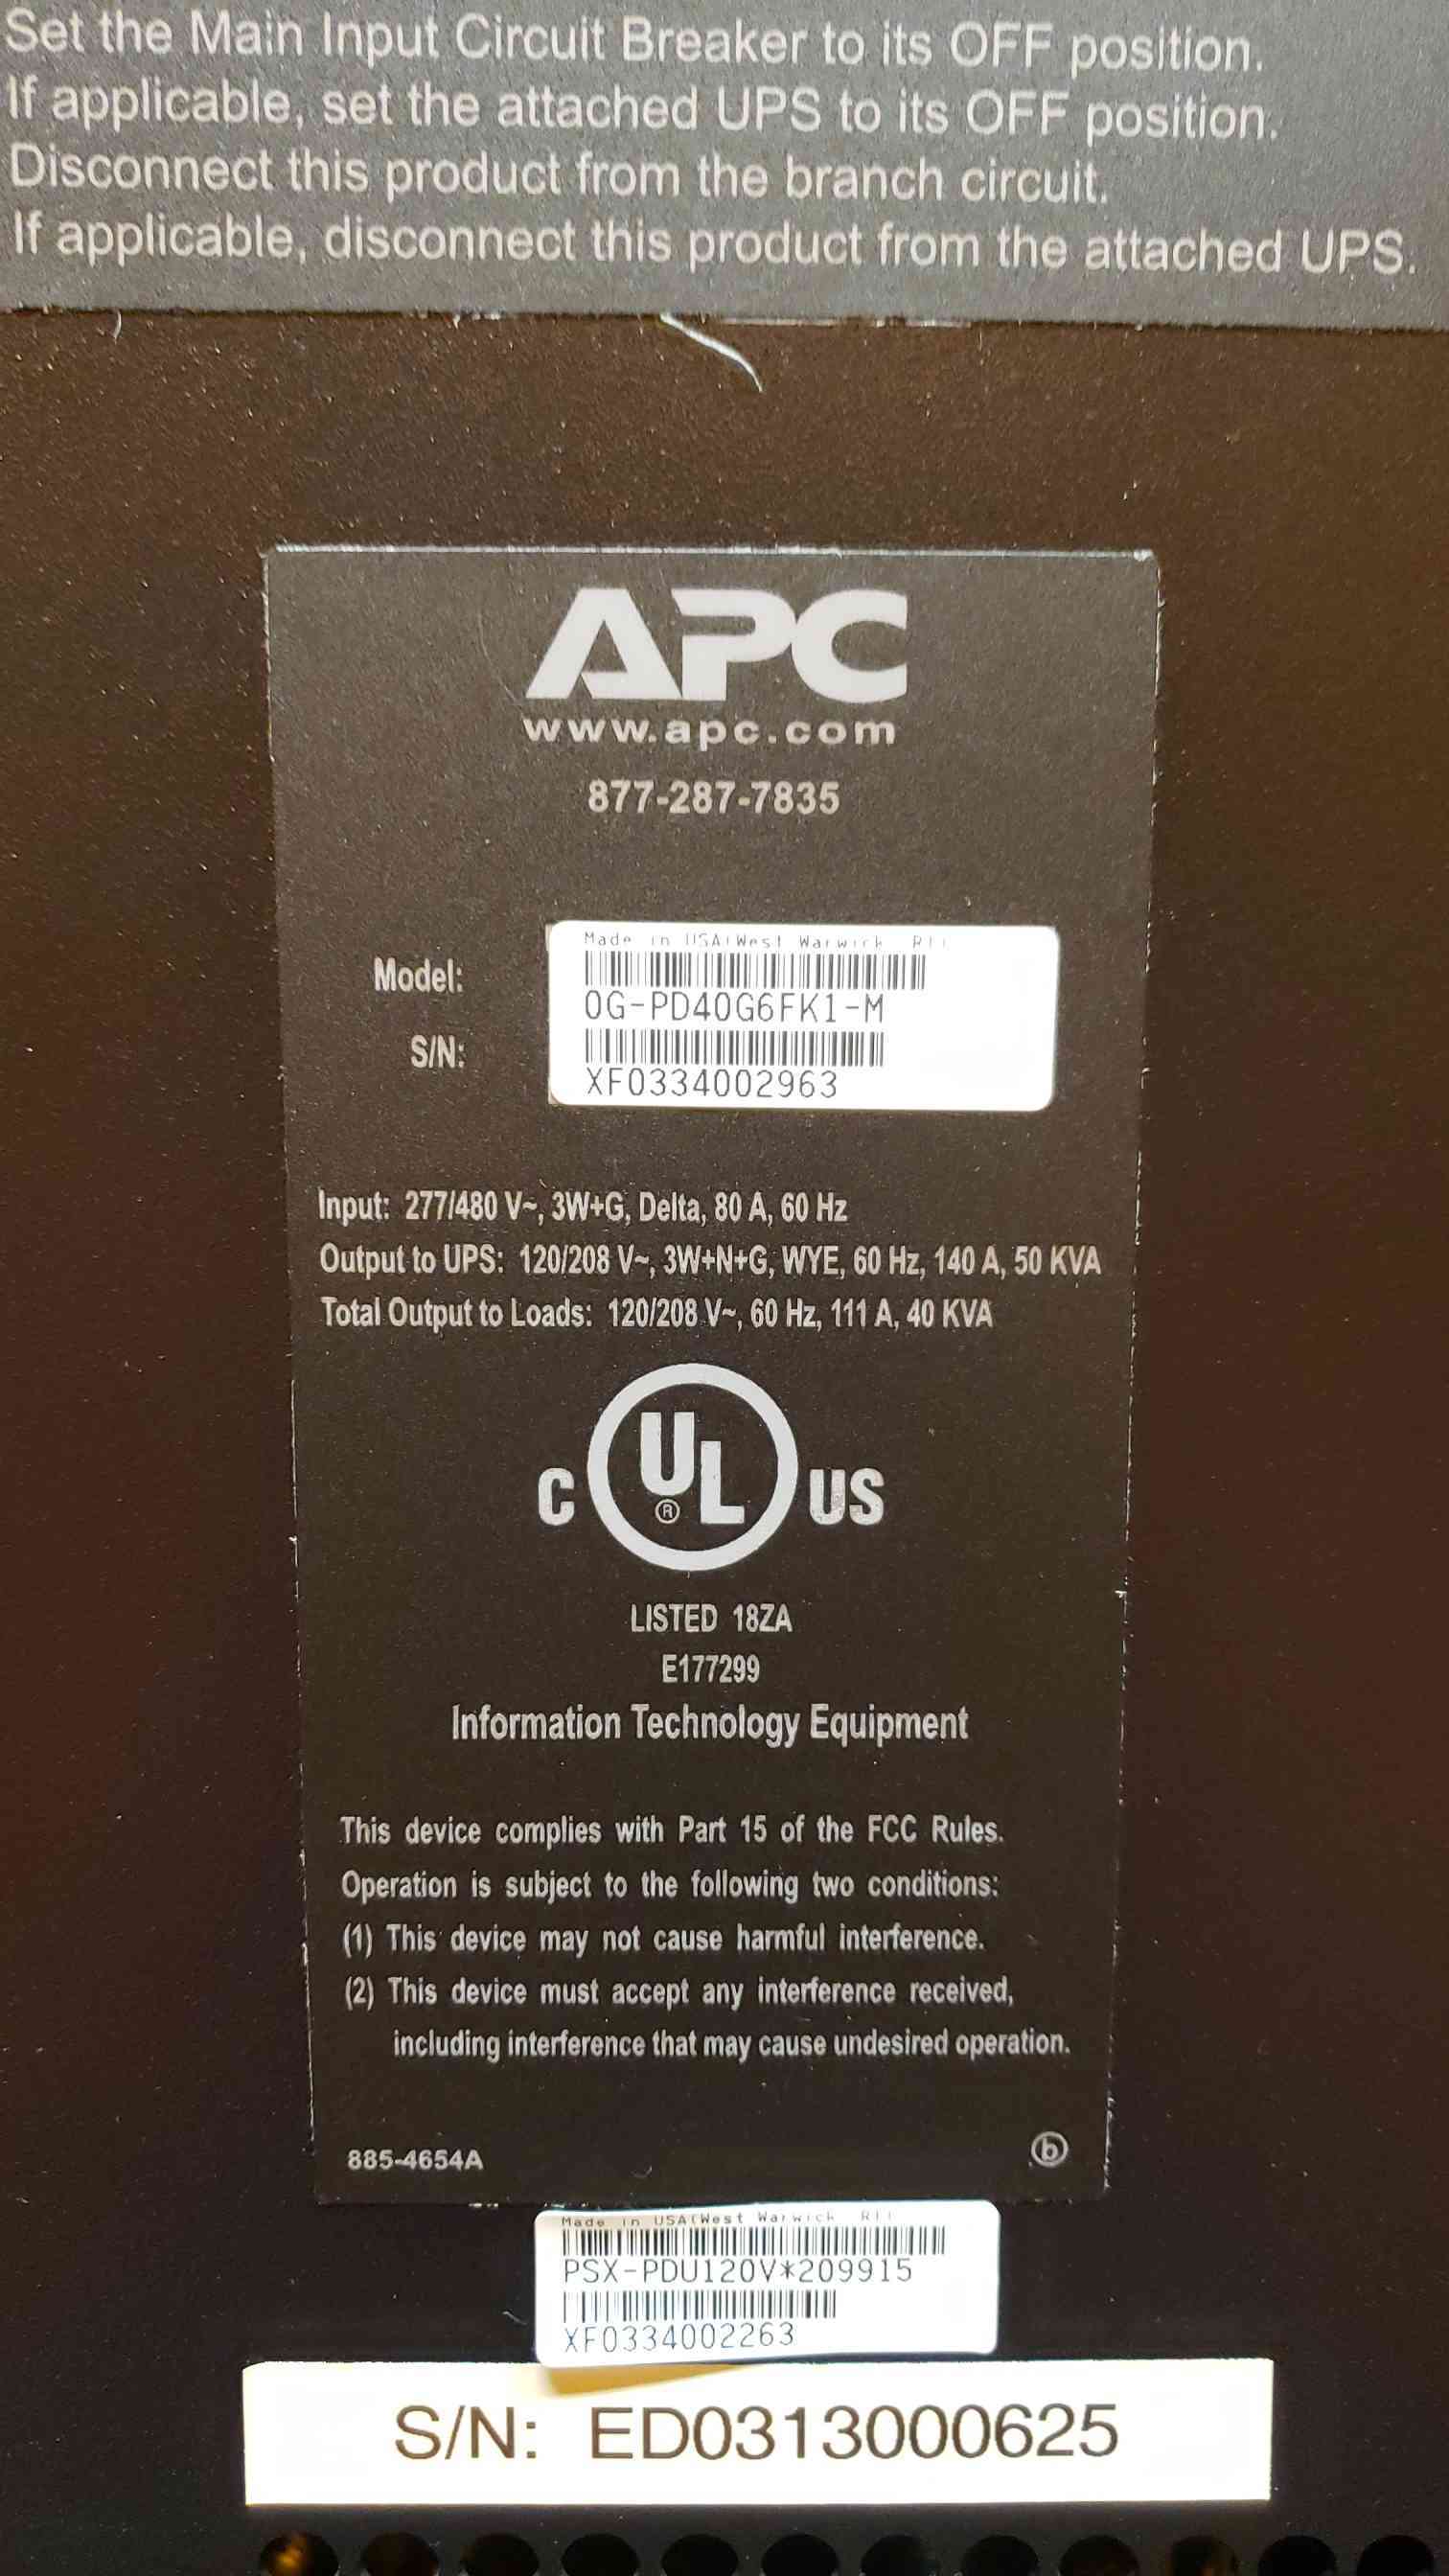 Set the Main Input Circuit Breaker to its OFF position.
If applicable, set the attached UPS to its OFF position.
Disconnect this product from the branch circuit.
If applicable, disconnect this product from the attached UPS.
APC
www.apc.com
877-287-7835
Made in USA(West Warwick RI)
Model:
0G-PD40G6FK1-M
S/N:
XF0334002963
Input: 277/480 V~, 3W+G, Delta, 80 A, 60 Hz
Output to UPS: 120/208 V~, 3W+N+G, WYE, 60 Hz, 140 A, 50 KVA
Total Output to Loads: 120/208 V~, 60 Hz, 111 A, 40 KVA
C UL ® US
LISTED 18ZA
E177299
Information Technology Equipment
This device complies with Part 15 of the FCC Rules.
Operation is subject to the following two conditions:
(1) This device may not cause harmful interference.
(2) This device must accept any interference received,
including interference that may cause undesired operation.
885-4654A b
Made in USA(West Warwick RI)
PSX-PDU120V*209915
XF0334002263
S/N: ED0313000625